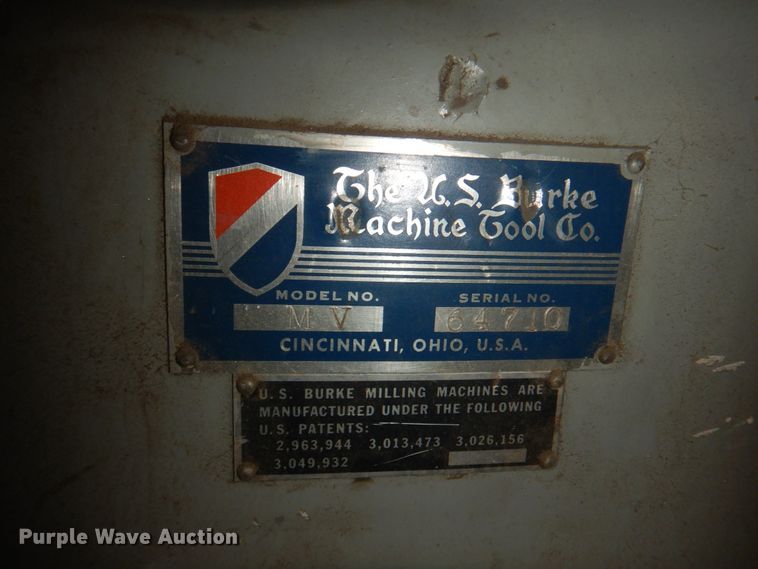 The U.S. Burke
Machine Tool Co.
MODEL NO. SERIAL NO.
M V 64710
CINCINNATI, OHIO, U.S.A.
U.S. BURKE MILLING MACHINES ARE
MANUFACTURED UNDER THE FOLLOWING
U.S. PATENTS:
2,963,944 3,013,473 3,026,156
3,049,932
Purple Wave Auction